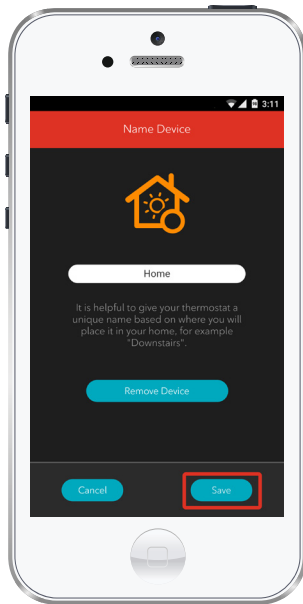 3:11
Name Device
Home
It is helpful to give your thermostat a
unique name based on where you will
place it in your home, for example
"Downstairs".
Remove Device
Cancel
Save